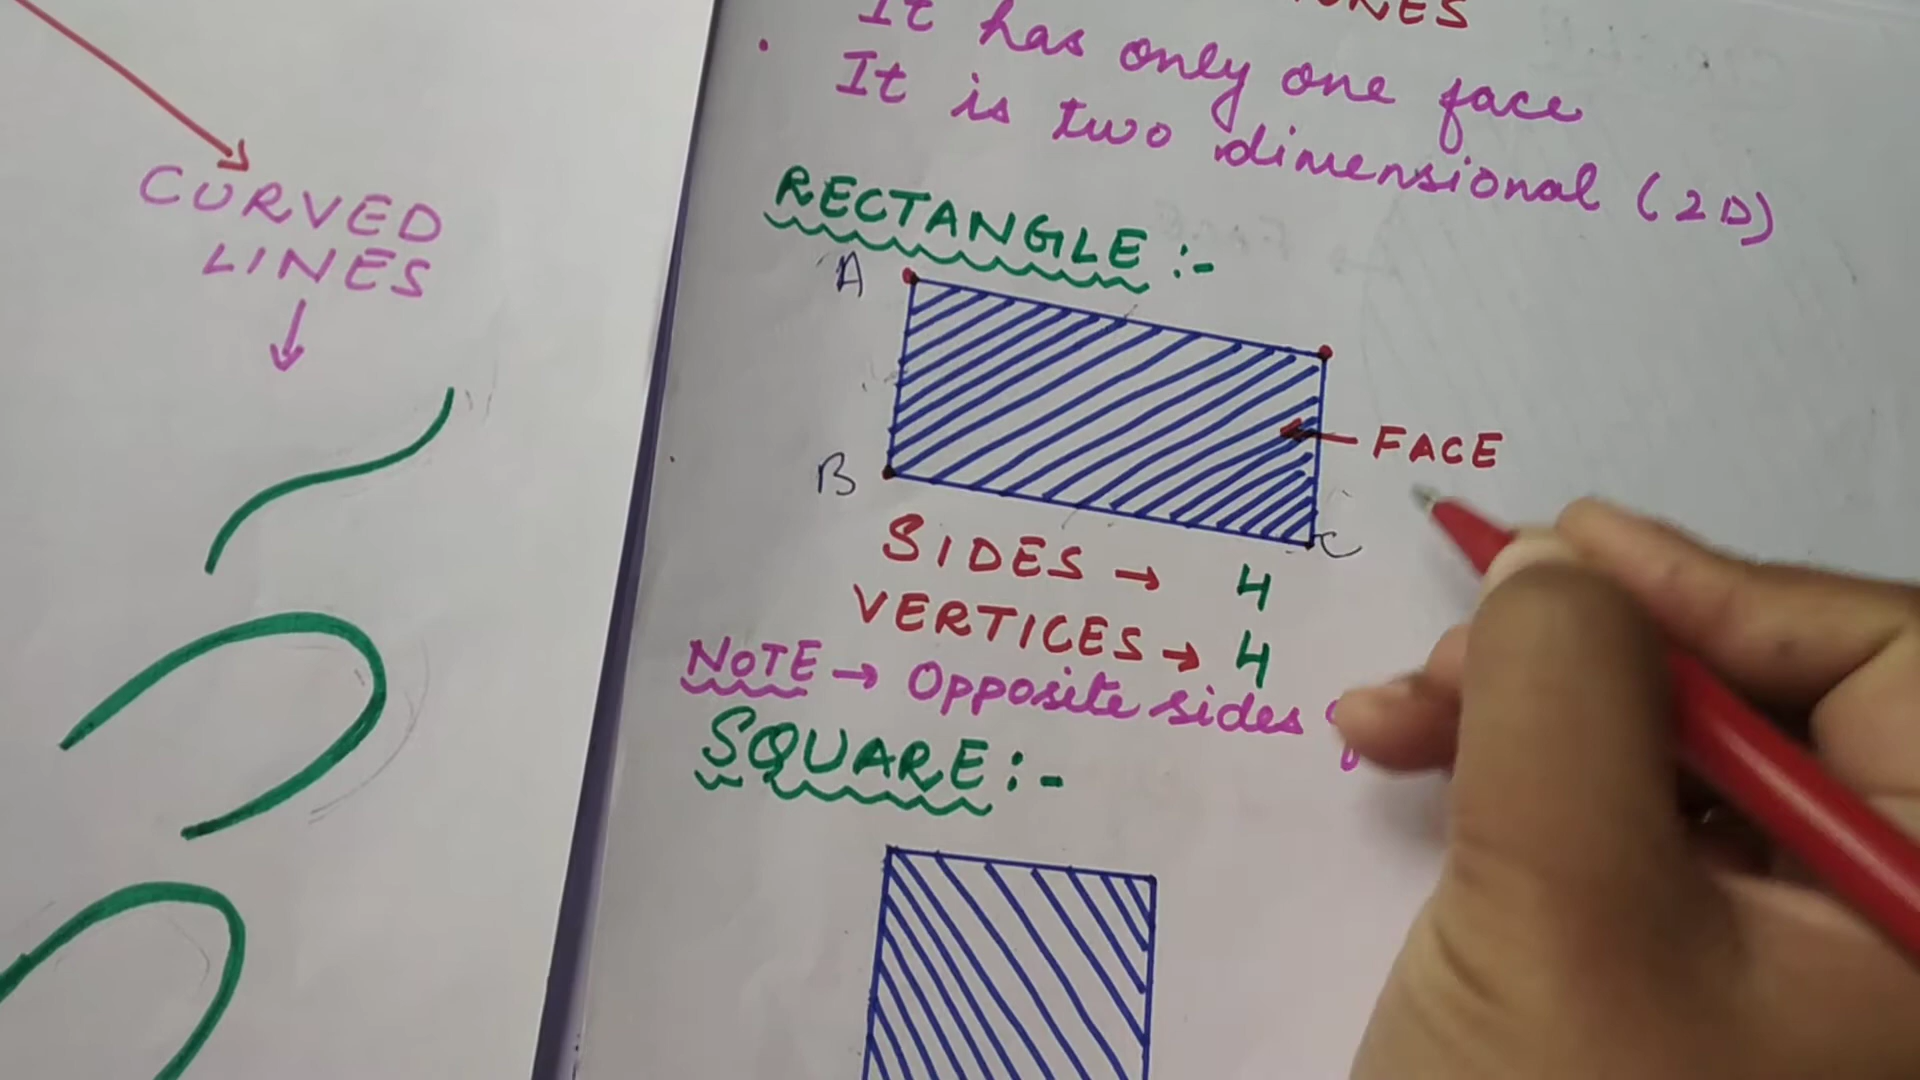 CURVED
LINES
It has only one face
. It is two dimensional (2D)
RECTANGLE :-
A
FACE
B
C
SIDES → 4
VERTICES → 4
NOTE → Opposite sides
SQUARE :-